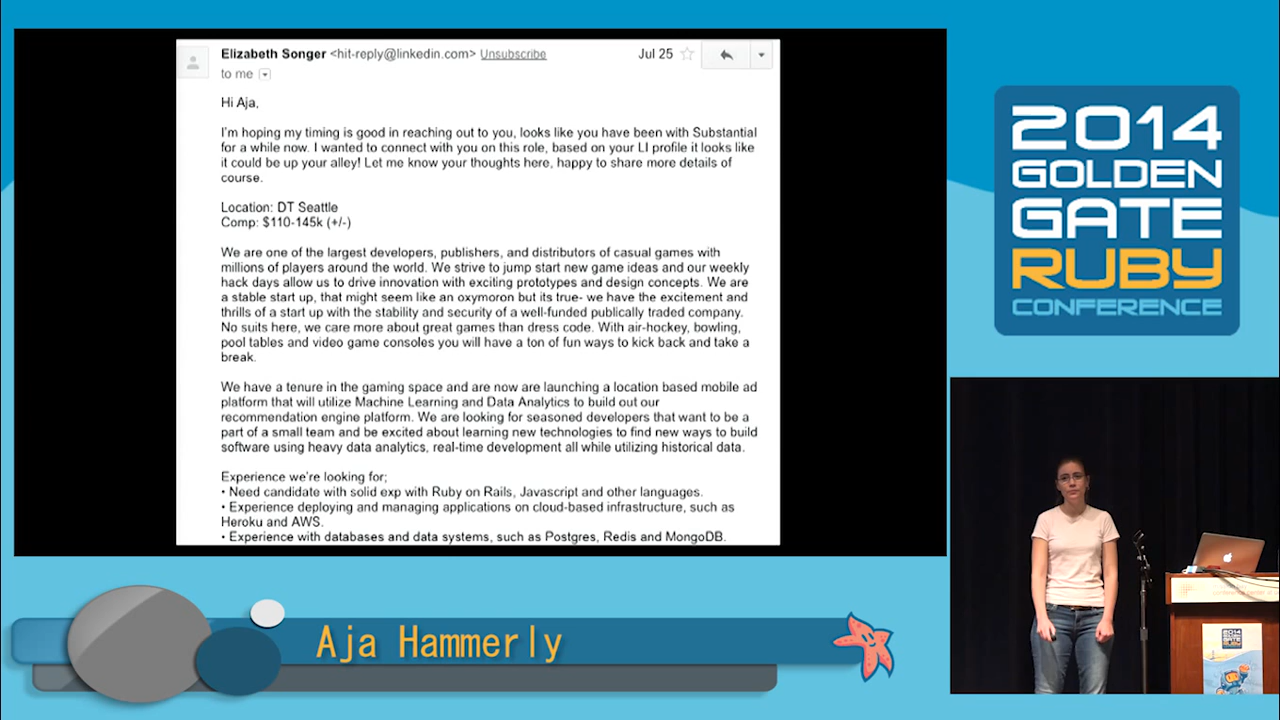 Elizabeth Songer <hit-reply@linkedin.com> Unsubscribe
Jul 25
to me
Hi Aja,
I'm hoping my timing is good in reaching out to you, looks like you have been with Substantial
for a while now. I wanted to connect with you on this role, based on your LI profile it looks like
it could be up your alley! Let me know your thoughts here, happy to share more details of
course.
Location: DT Seattle
Comp: $110-145k (+/-)
We are one of the largest developers, publishers, and distributors of casual games with
millions of players around the world. We strive to jump start new game ideas and our weekly
hack days allow us to drive innovation with exciting prototypes and design concepts. We are
a stable start up, that might seem like an oxymoron but its true- we have the excitement and
thrills of a start up with the stability and security of a well-funded publically traded company.
No suits here, we care more about great games than dress code. With air-hockey, bowling,
pool tables and video game consoles you will have a ton of fun ways to kick back and take a
break.
We have a tenure in the gaming space and are now are launching a location based mobile ad
platform that will utilize Machine Learning and Data Analytics to build out our
recommendation engine platform. We are looking for seasoned developers that want to be a
part of a small team and be excited about learning new technologies to find new ways to build
software using heavy data analytics, real-time development all while utilizing historical data.
Experience we're looking for;
• Need candidate with solid exp with Ruby on Rails, Javascript and other languages.
• Experience deploying and managing applications on cloud-based infrastructure, such as
Heroku and AWS.
• Experience with databases and data systems, such as Postgres, Redis and MongoDB.
2014
GOLDEN
GATE
RUBY
CONFERENCE
Aja Hammerly
2014
GOLDEN
GATE
RUBY